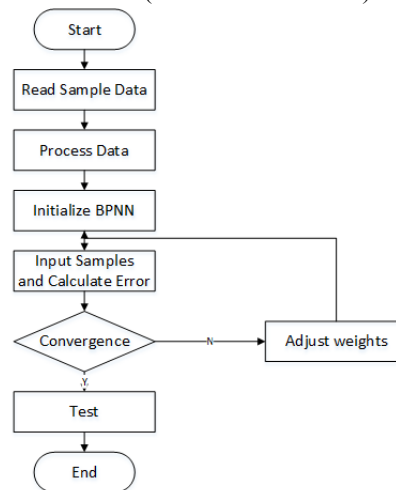 Start
Read Sample Data
Process Data
Initialize BPNN
Input Samples
and Calculate Error
Convergence
N
Adjust weights
Y
Test
End